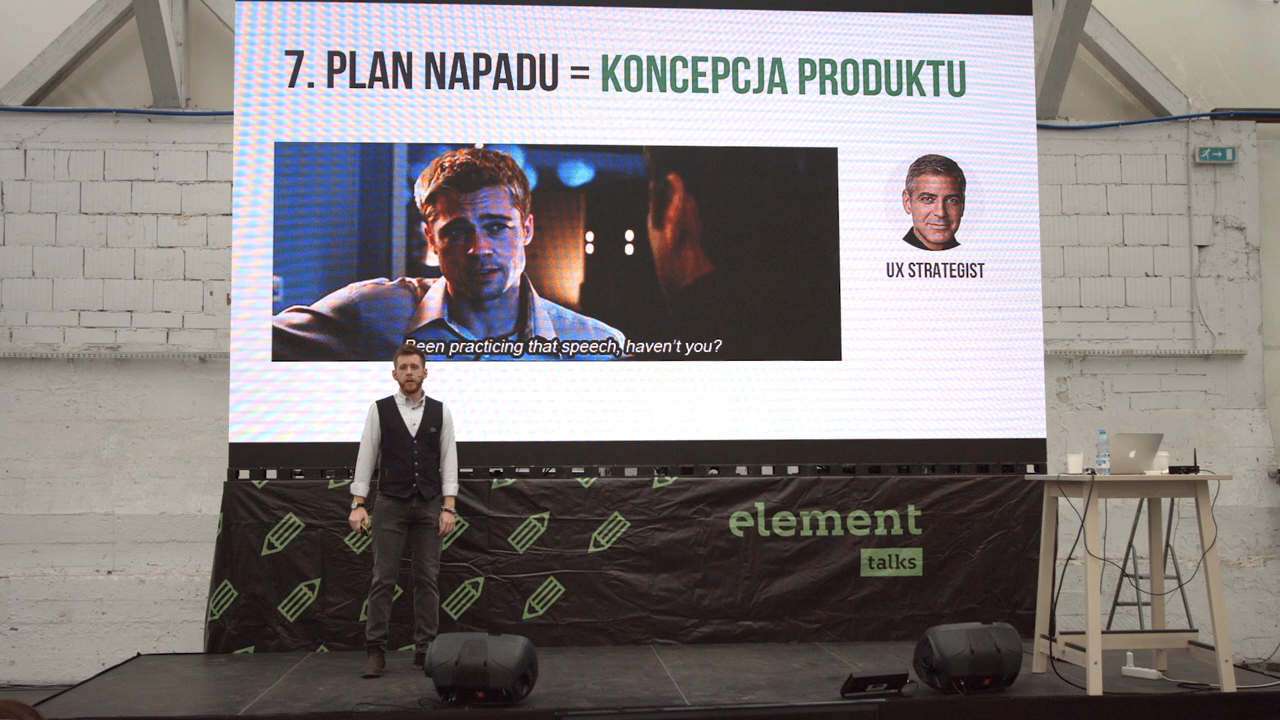 7. PLAN NAPADU = KONCEPCJA PRODUKTU
Been practicing that speech, haven't you?
UX STRATEGIST
element
talks